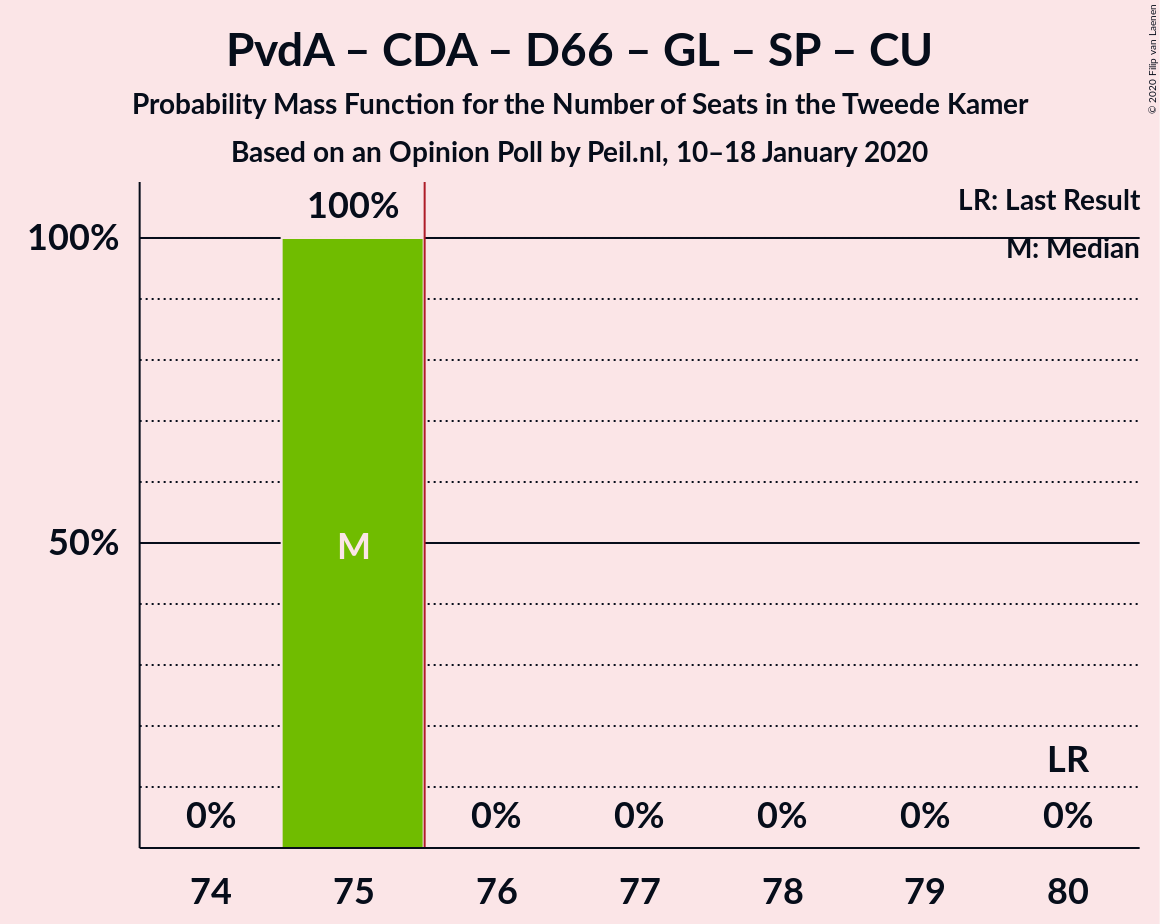 PvdA – CDA – D66 – GL – SP – CU
Probability Mass Function for the Number of Seats in the Tweede Kamer
Based on an Opinion Poll by Peil.nl, 10–18 January 2020
© 2020 Filip van Laenen
LR: Last Result
M: Median
100%
100%
50%
M
LR
0%
0%
0%
0%
0%
0%
74
75
76
77
78
79
80